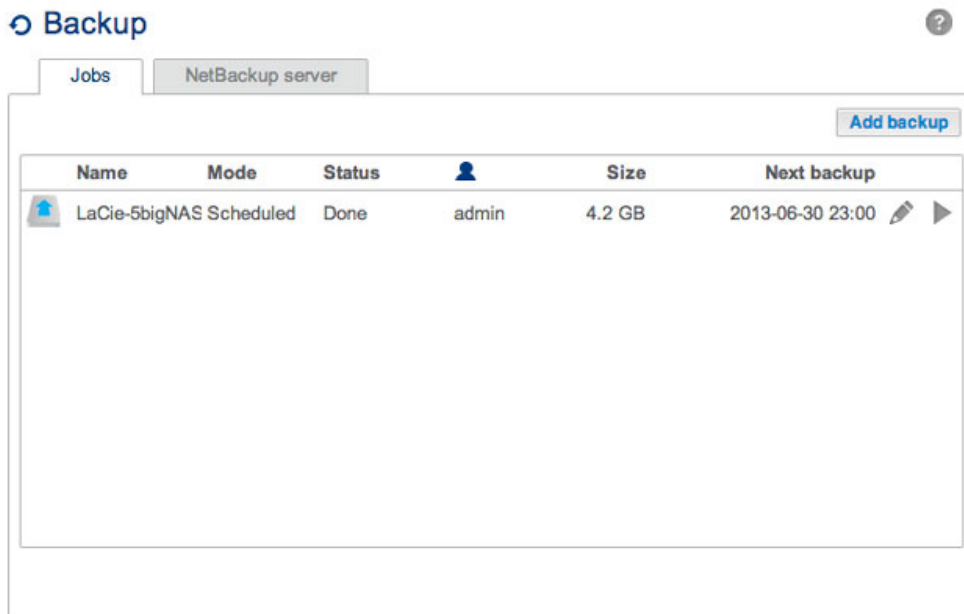 Backup
?
Jobs NetBackup server
Add backup
Name Mode Status Size Next backup
LaCie-5bigNAS Scheduled Done admin 4.2 GB 2013-06-30 23:00